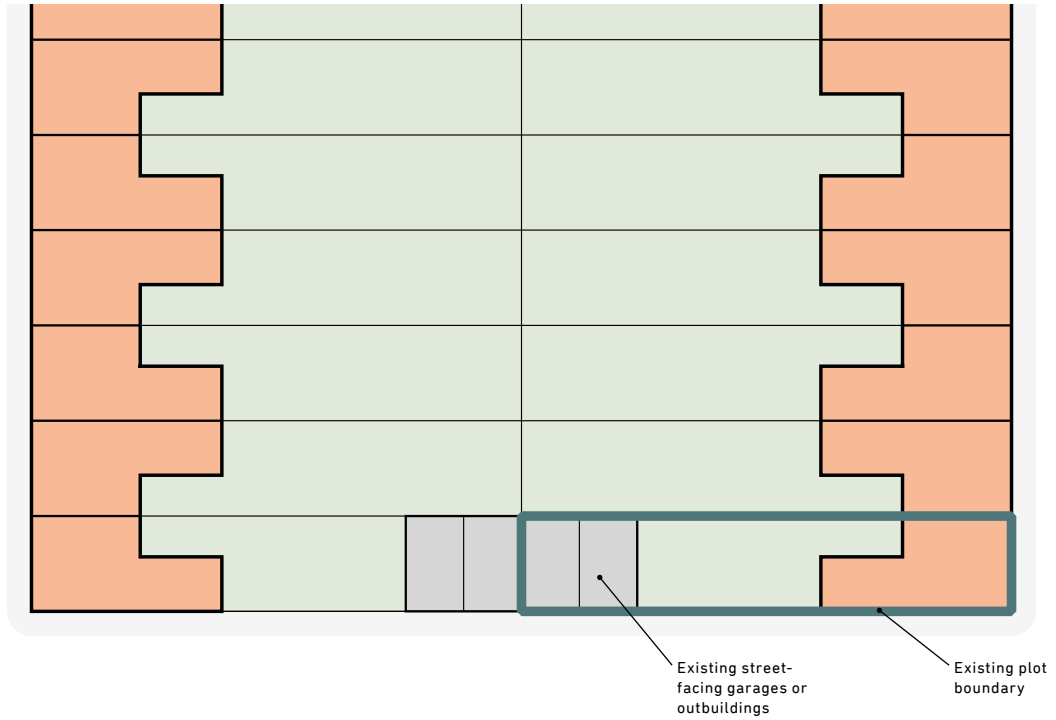 Existing street-
facing garages or
outbuildings
Existing plot
boundary